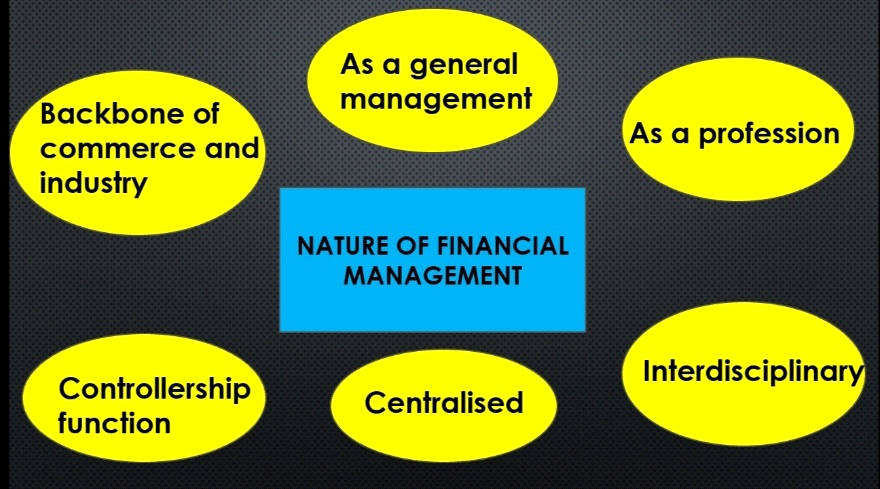 As a general
management
Backbone of
commerce and
industry
As a profession
NATURE OF FINANCIAL
MANAGEMENT
Controllership
function
Centralised
Interdisciplinary